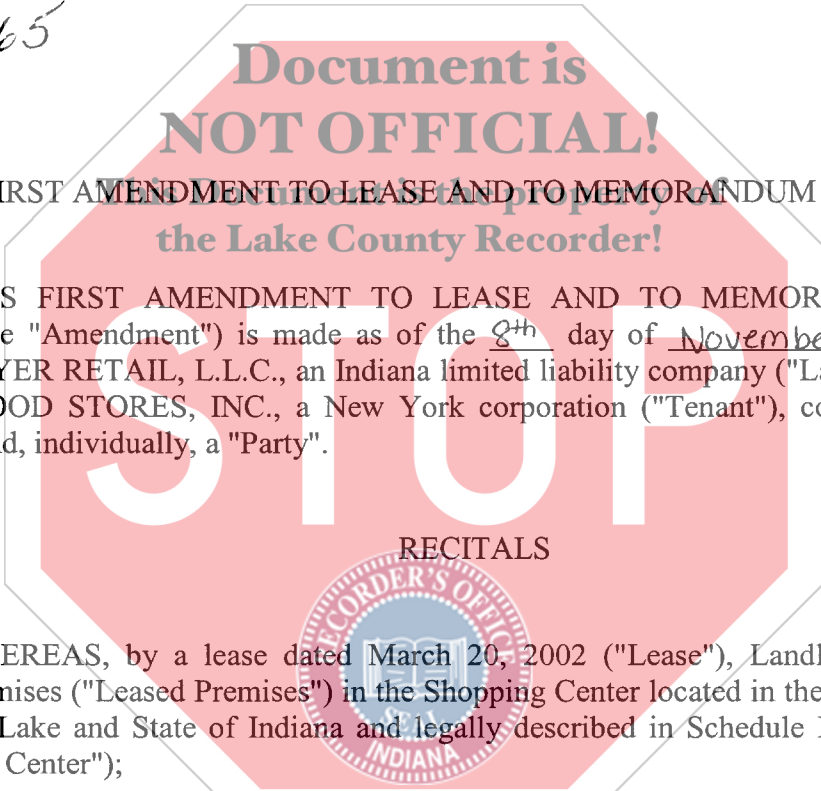 65
Document is
NOT OFFICIAL!
IRST AMENDMENT TO LEASE AND TO MEMORANDUM
This Document is the property of
the Lake County Recorder!
S FIRST AMENDMENT TO LEASE AND TO MEMOR
e "Amendment") is made as of the 8th day of Novembe
YER RETAIL, L.L.C., an Indiana limited liability company ("La
OOD STORES, INC., a New York corporation ("Tenant"), co
d, individually, a "Party".
STOP
RECITALS
RECORDER'S OFFICE
EREAS, by a lease dated March 20, 2002 ("Lease"), Landl
mises ("Leased Premises") in the Shopping Center located in the
Lake and State of Indiana and legally described in Schedule
SEAL
INDIANA
Center");